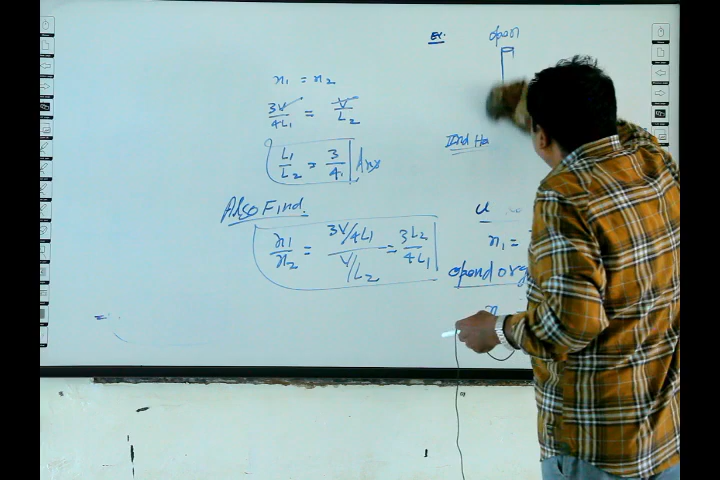 n₁ = n₂
3V/4L₁ = V/L₂
L₁/L₂ = 3/4 Ans
Also Find.
n₁/n₂ = (3V/4L₁)/(V/L₂) = 3L₂/4L₁
=
Ex. open
IInd Ha
n₁ =
opend org
n